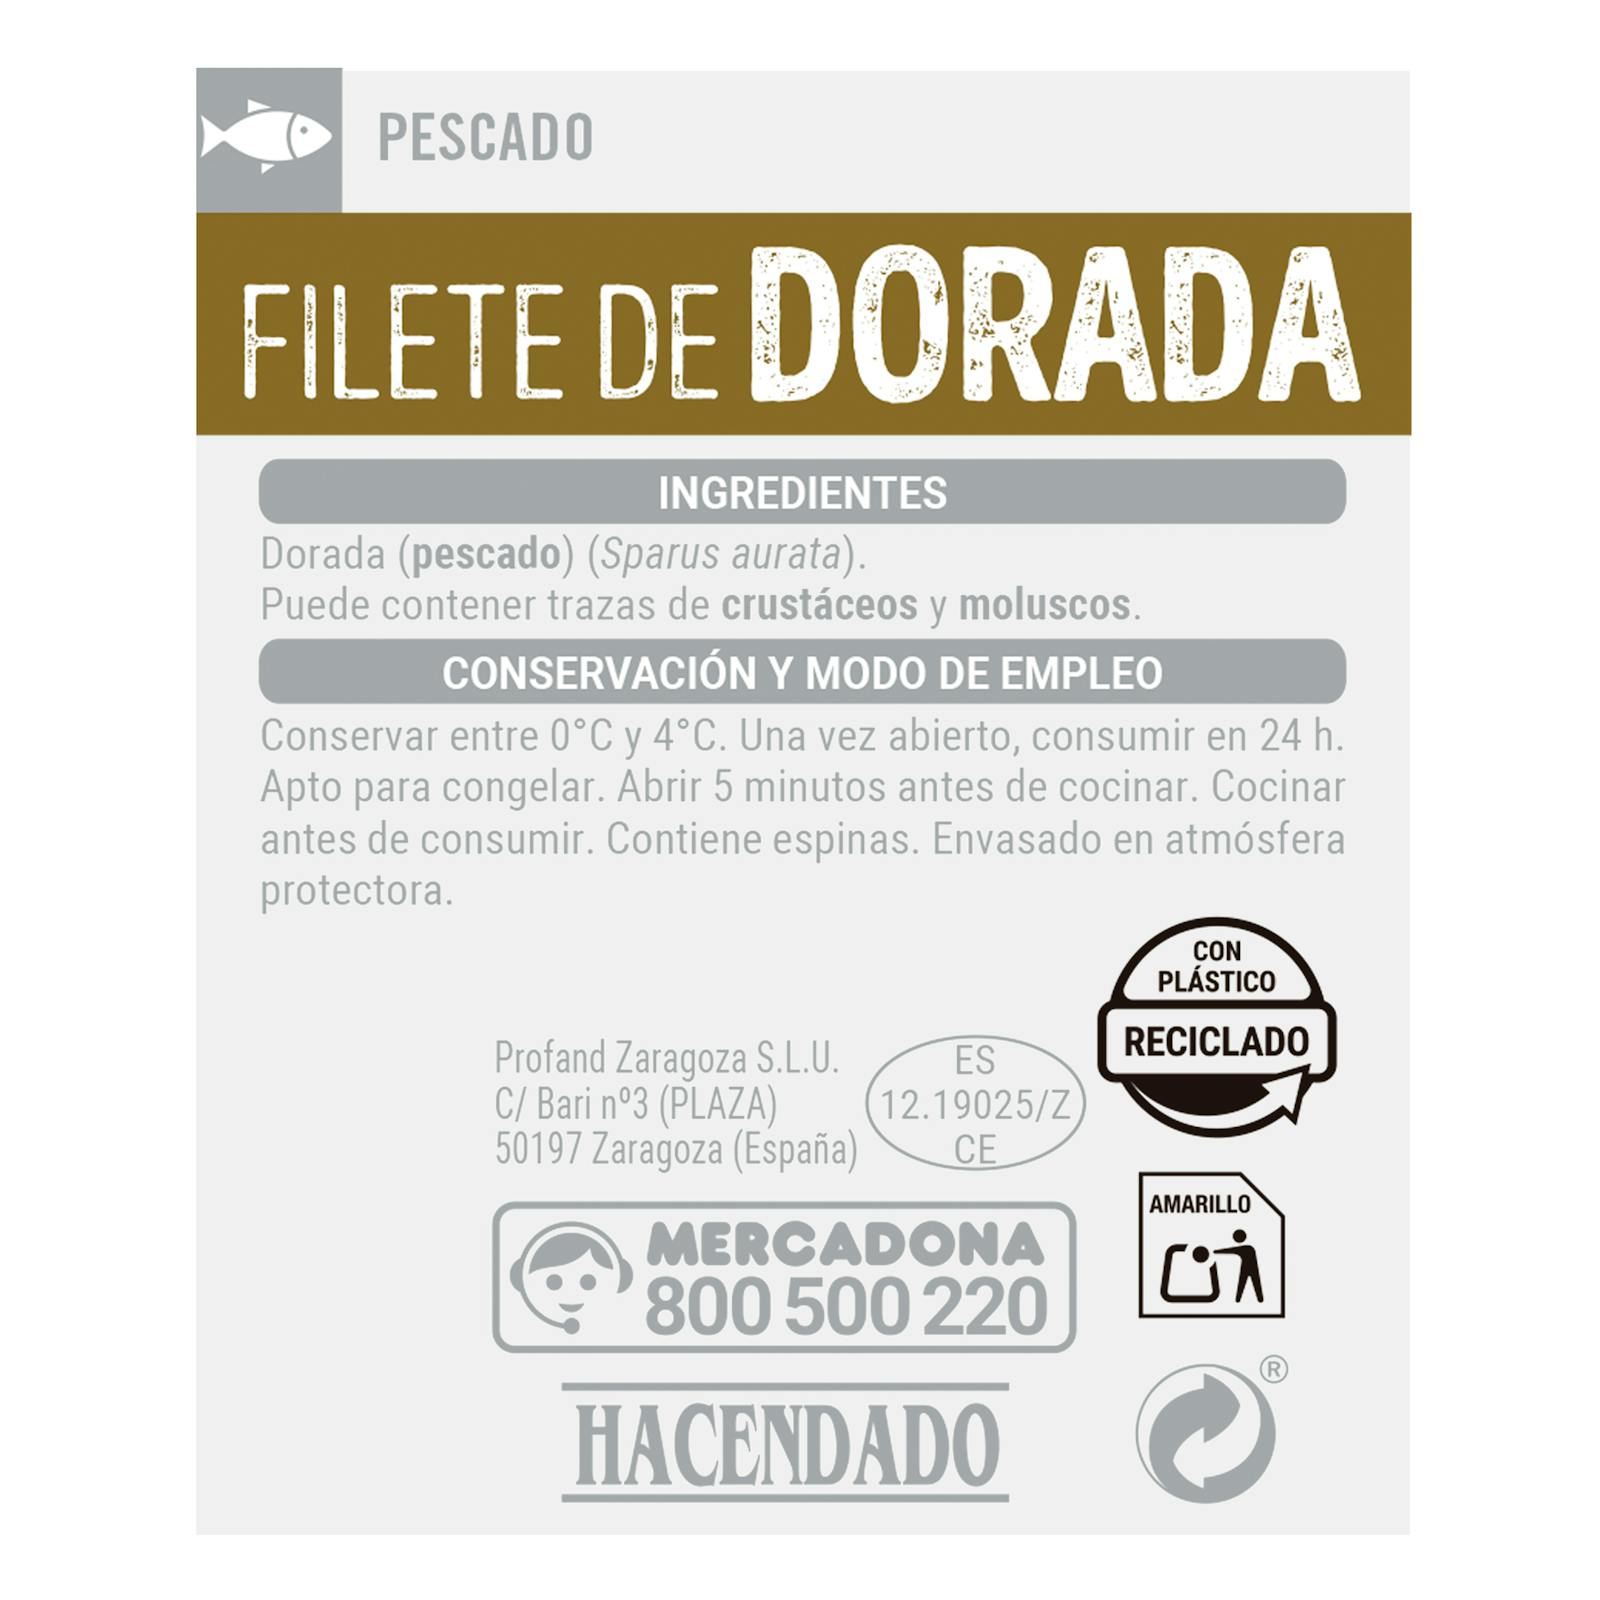 PESCADO
FILETE DE DORADA
INGREDIENTES
Dorada (pescado) (Sparus aurata).
Puede contener trazas de crustáceos y moluscos.
CONSERVACIÓN Y MODO DE EMPLEO
Conservar entre 0°C y 4°C. Una vez abierto, consumir en 24 h.
Apto para congelar. Abrir 5 minutos antes de cocinar. Cocinar
antes de consumir. Contiene espinas. Envasado en atmósfera
protectora.
CON
PLÁSTICO
RECICLADO
Profand Zaragoza S.L.U.
C/ Bari nº3 (PLAZA)
50197 Zaragoza (España)
ES
12.19025/Z
CE
AMARILLO
MERCADONA
800 500 220
HACENDADO
®